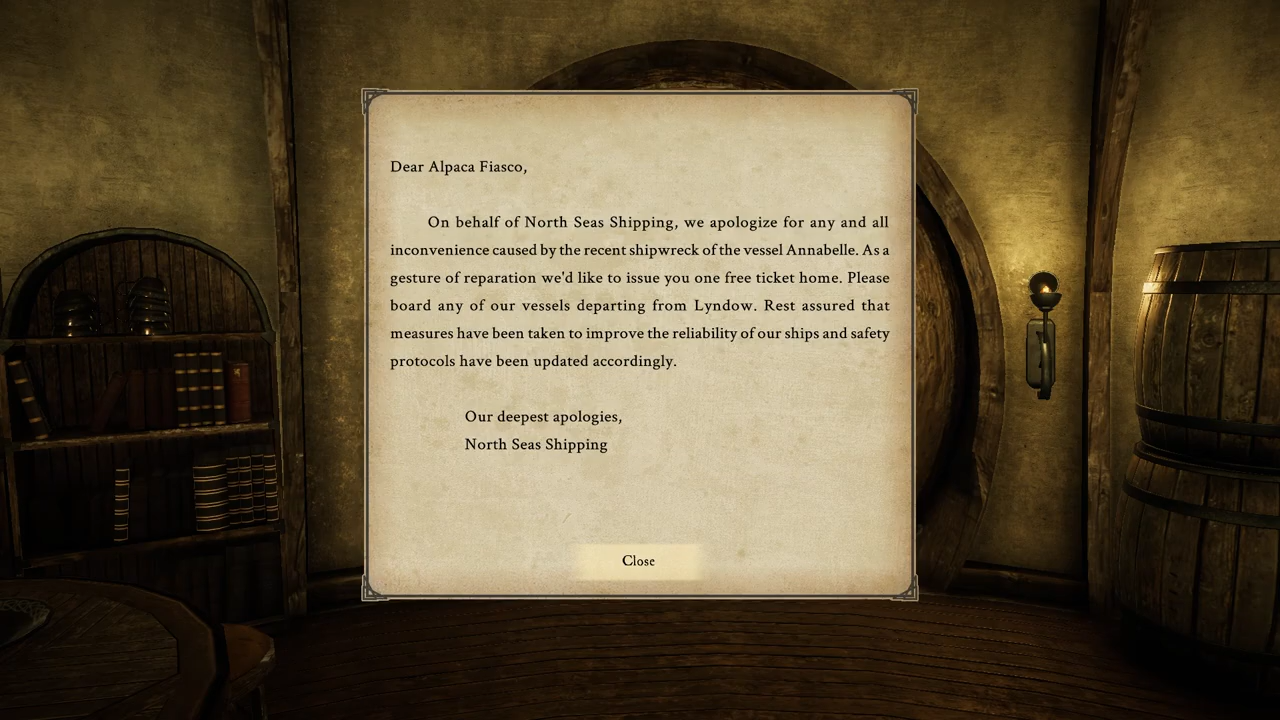 Dear Alpaca Fiasco,
On behalf of North Seas Shipping, we apologize for any and all
inconvenience caused by the recent shipwreck of the vessel Annabelle. As a
gesture of reparation we'd like to issue you one free ticket home. Please
board any of our vessels departing from Lyndow. Rest assured that
measures have been taken to improve the reliability of our ships and safety
protocols have been updated accordingly.
Our deepest apologies,
North Seas Shipping
Close